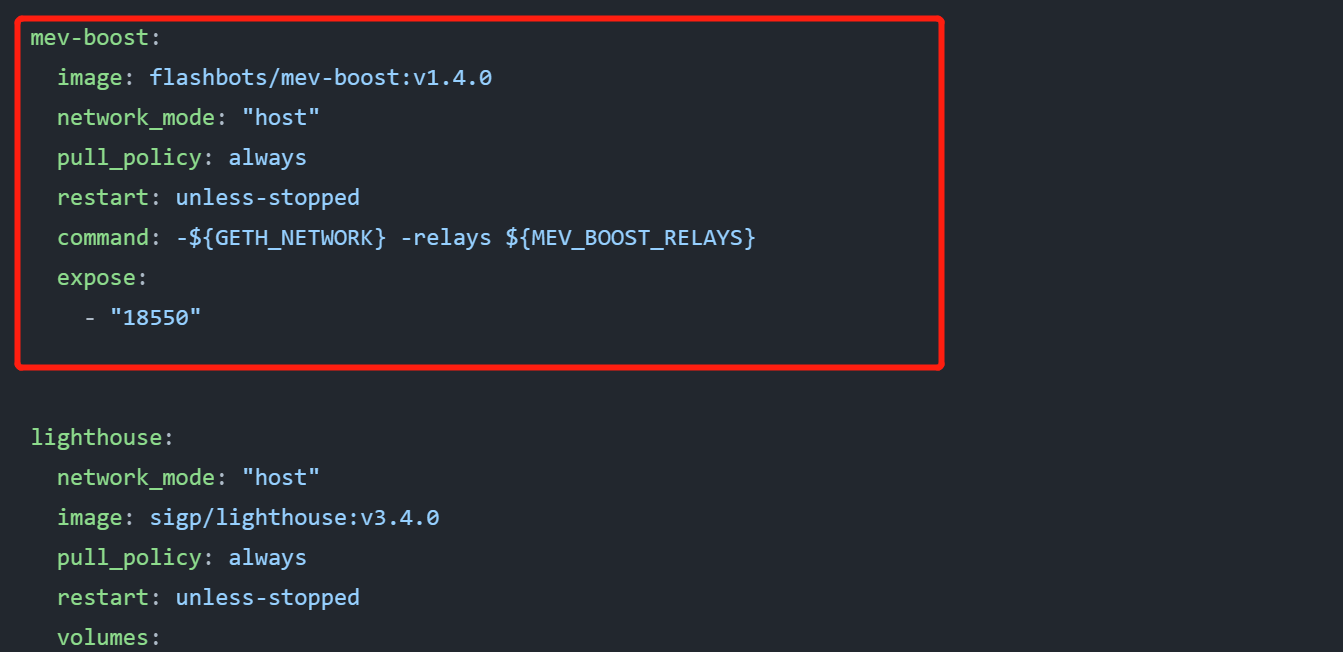 mev-boost:
  image: flashbots/mev-boost:v1.4.0
  network_mode: "host"
  pull_policy: always
  restart: unless-stopped
  command: -${GETH_NETWORK} -relays ${MEV_BOOST_RELAYS}
  expose:
    - "18550"
lighthouse:
  network_mode: "host"
  image: sigp/lighthouse:v3.4.0
  pull_policy: always
  restart: unless-stopped
  volumes: